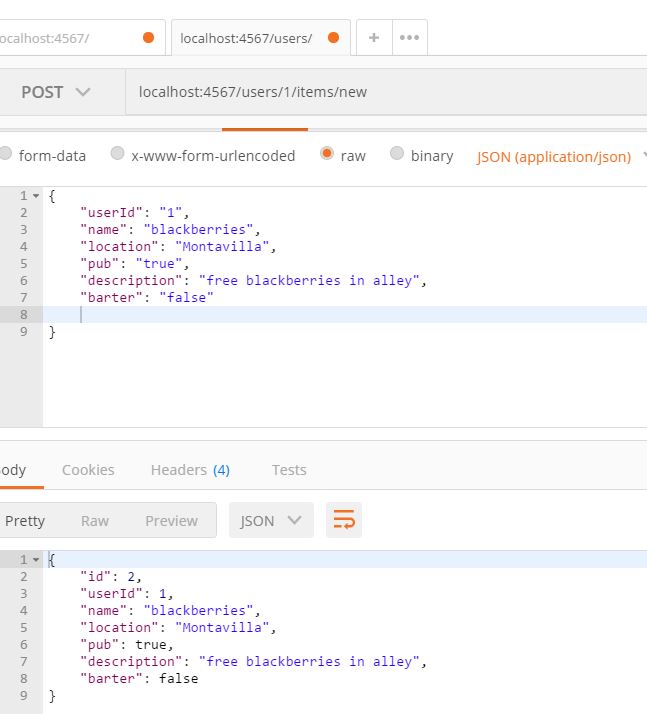 ocalhost:4567/
localhost:4567/users/
+ •••
POST localhost:4567/users/1/items/new
form-data x-www-form-urlencoded raw binary JSON (application/json)
1 {
2 "userId": "1",
3 "name": "blackberries",
4 "location": "Montavilla",
5 "pub": "true",
6 "description": "free blackberries in alley",
7 "barter": "false"
8
9 }
ody Cookies Headers (4) Tests
Pretty Raw Preview JSON
1 {
2 "id": 2,
3 "userId": 1,
4 "name": "blackberries",
5 "location": "Montavilla",
6 "pub": true,
7 "description": "free blackberries in alley",
8 "barter": false
9 }